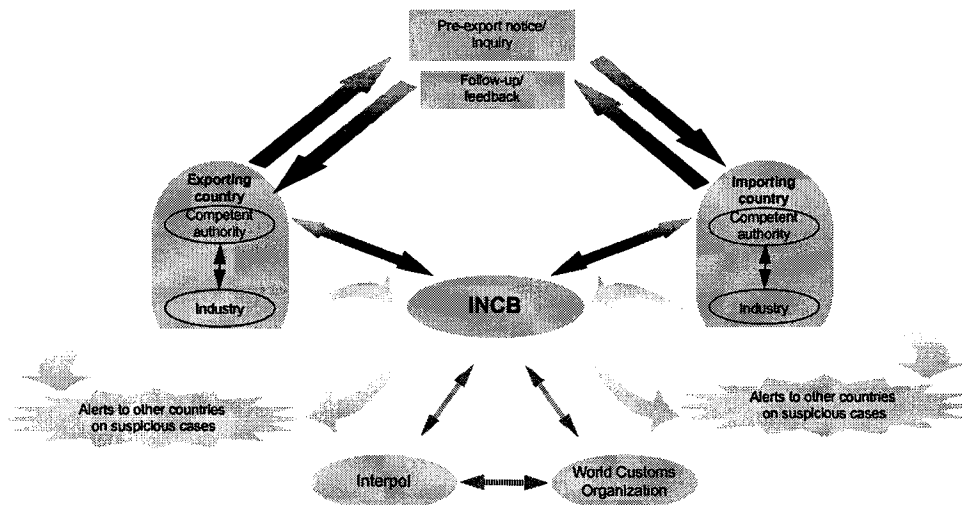 Pre-export notice/
Inquiry
Follow-up/
feedback
Exporting
country
Competent
authority
Industry
Importing
country
Competent
authority
Industry
INCB
Alerts to other countries
on suspicious cases
Alerts to other countries
on suspicious cases
Interpol
World Customs
Organization